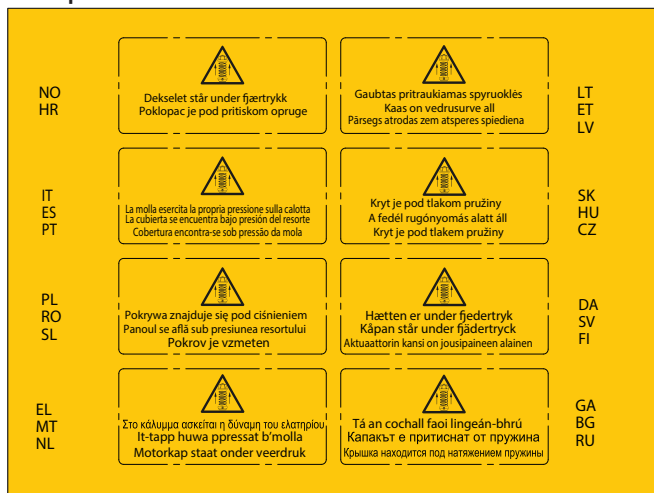 NO
HR
Dekselet står under fjærtrykk
Poklopac je pod pritiskom opruge
Gaubtas pritraukiamas spyruoklės
Kaas on vedrusurve all
Pārsegs atrodas zem atsperes spiediena
LT
ET
LV
IT
ES
PT
La molla esercita la propria pressione sulla calotta
La cubierta se encuentra bajo presión del resorte
Cobertura encontra-se sob pressão da mola
Kryt je pod tlakom pružiny
A fedél rugónyomás alatt áll
Kryt je pod tlakem pružiny
SK
HU
CZ
PL
RO
SL
Pokrywa znajduje się pod ciśnieniem
Panoul se află sub presiunea resortului
Pokrov je vzmeten
Hætten er under fjedertryk
Kåpan står under fjädertryck
Aktuaattorin kansi on jousipaineen alainen
DA
SV
FI
EL
MT
NL
Στο κάλυμμα ασκείται η δύναμη του ελατηρίου
It-tapp huwa ppressat b'molla
Motorkap staat onder veerdruk
Tá an cochall faoi lingeán-bhrú
Капакът е притиснат от пружина
Крышка находится под натяжением пружины
GA
BG
RU